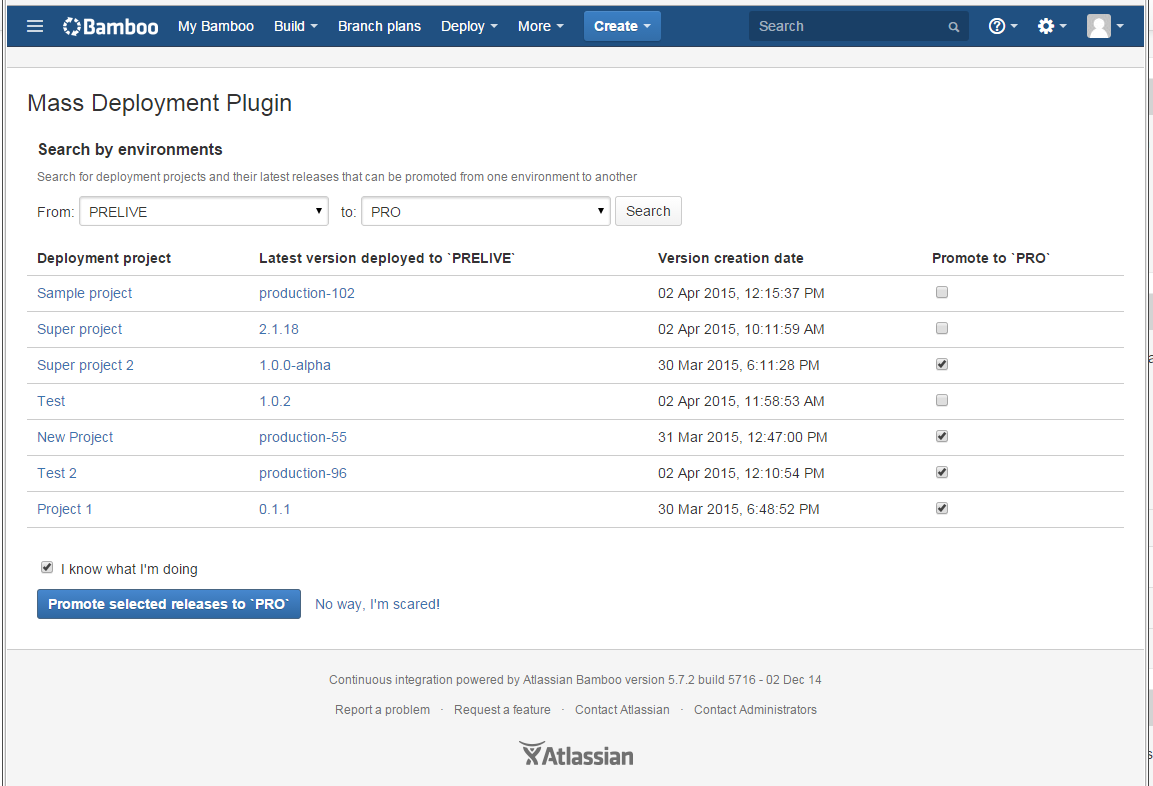 Bamboo My Bamboo Build Branch plans Deploy More Create Search
Mass Deployment Plugin
Search by environments
Search for deployment projects and their latest releases that can be promoted from one environment to another
From: PRELIVE to: PRO Search
Deployment project Latest version deployed to `PRELIVE` Version creation date Promote to `PRO`
Sample project production-102 02 Apr 2015, 12:15:37 PM
Super project 2.1.18 02 Apr 2015, 10:11:59 AM
Super project 2 1.0.0-alpha 30 Mar 2015, 6:11:28 PM
Test 1.0.2 02 Apr 2015, 11:58:53 AM
New Project production-55 31 Mar 2015, 12:47:00 PM
Test 2 production-96 02 Apr 2015, 12:10:54 PM
Project 1 0.1.1 30 Mar 2015, 6:48:52 PM
I know what I'm doing
Promote selected releases to `PRO` No way, I'm scared!
Continuous integration powered by Atlassian Bamboo version 5.7.2 build 5716 - 02 Dec 14
Report a problem · Request a feature · Contact Atlassian · Contact Administrators
Atlassian